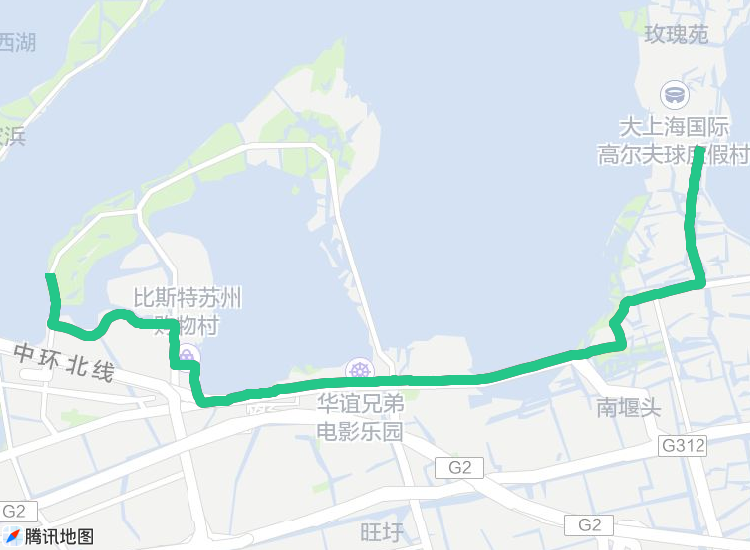 西湖
玫瑰苑
大上海国际
高尔夫球度假村
浜
比斯特苏州
购物村
中环北线
华谊兄弟
电影乐园
南堰头
G312
G2
G2
G2
旺圩
腾讯地图